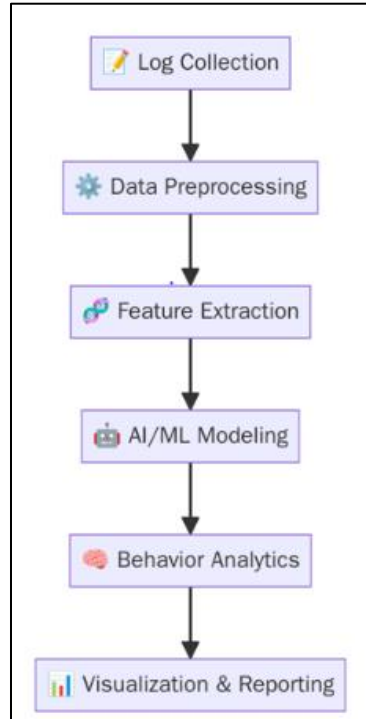 📝 Log Collection
⚙️ Data Preprocessing
🧬 Feature Extraction
🤖 AI/ML Modeling
🧠 Behavior Analytics
📊 Visualization & Reporting